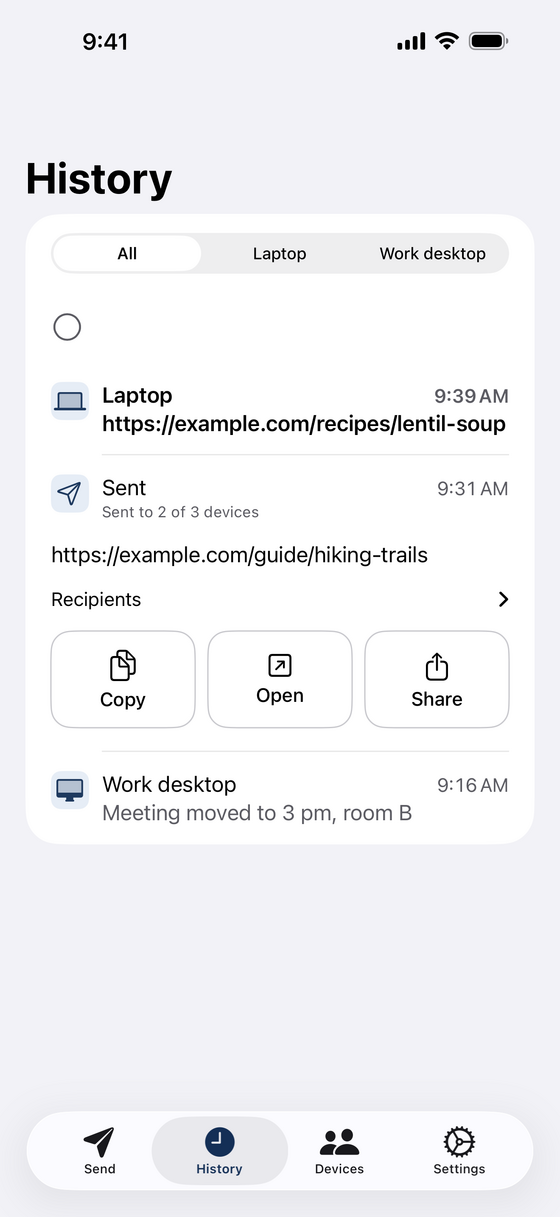 9:41
History
All Laptop Work desktop
Laptop 9:39 AM
https://example.com/recipes/lentil-soup
Sent 9:31 AM
Sent to 2 of 3 devices
https://example.com/guide/hiking-trails
Recipients
Copy Open Share
Work desktop 9:16 AM
Meeting moved to 3 pm, room B
Send History Devices Settings